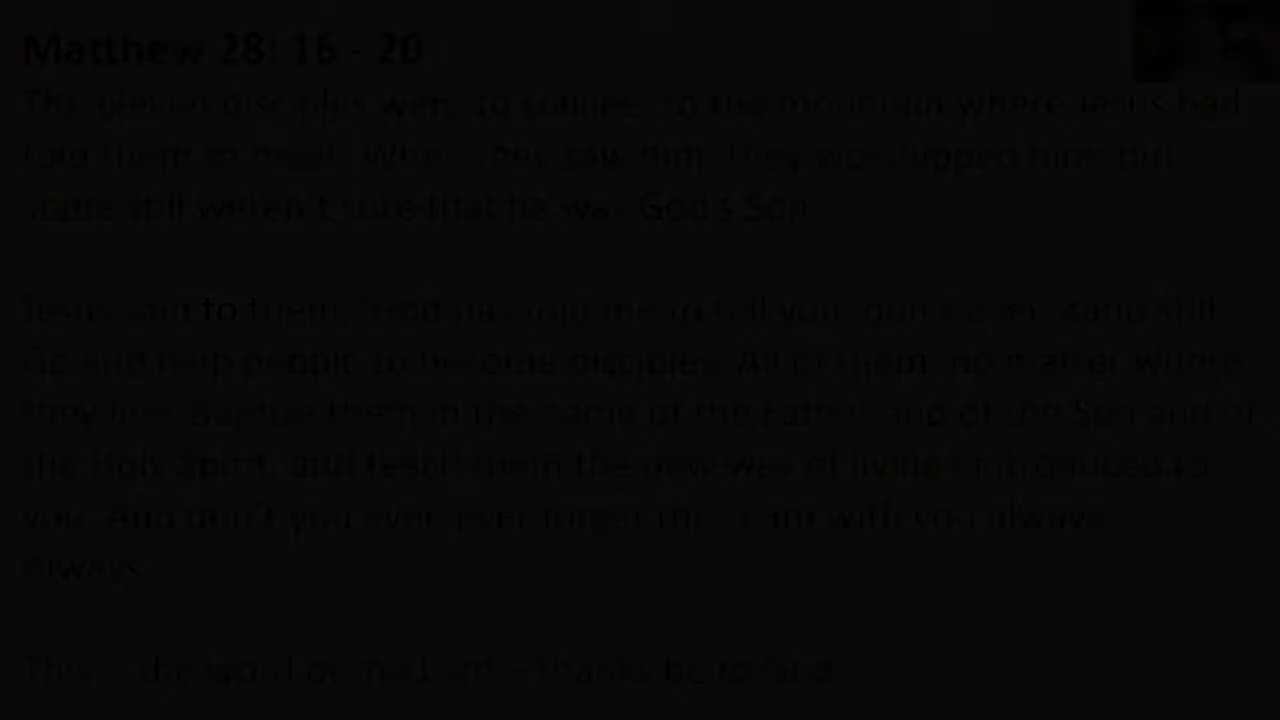 Matthew 28: 16 - 20
The eleven disciples went to Galilee, to the mountain where Jesus had
told them to meet. When they saw him, they worshipped him, but
some still weren't sure that he was God's Son.
Jesus said to them, "God has told me to tell you: don't ever stand still.
Go and help people to become disciples. All of them, no matter where
they live. Baptise them in the name of the Father and of the Son and of
the Holy Spirit, and teach them the new way of living I introduced to
you. And don't you ever, ever forget this: I am with you always.
Always."
This is the word of the Lord – thanks be to God